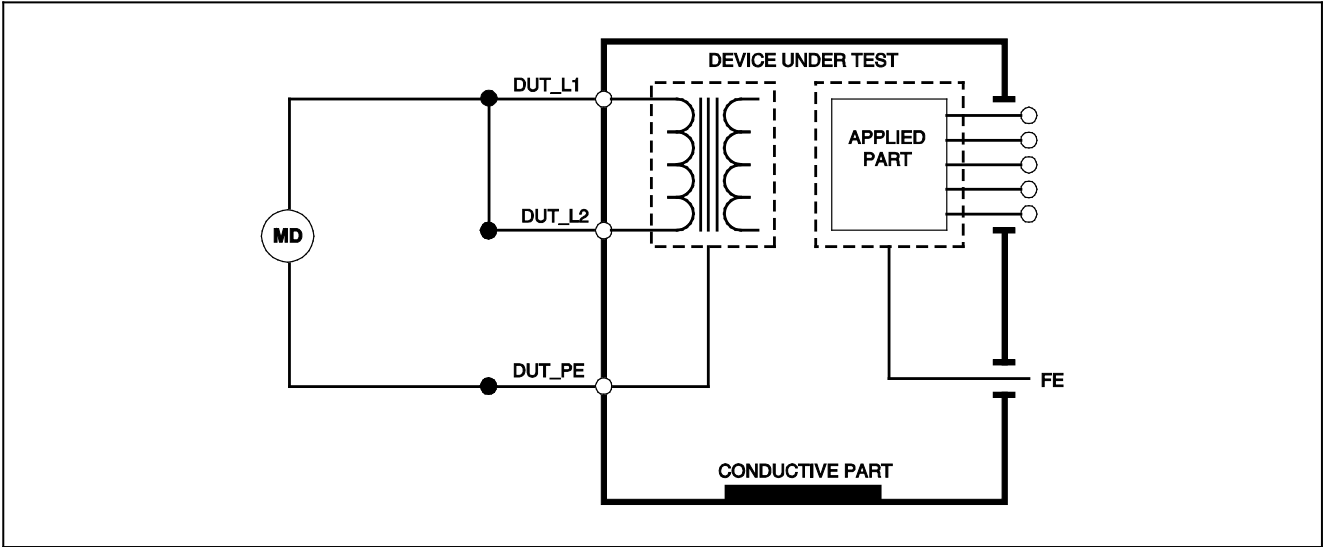 DEVICE UNDER TEST
DUT_L1
APPLIED
PART
DUT_L2
MD
DUT_PE
FE
CONDUCTIVE PART